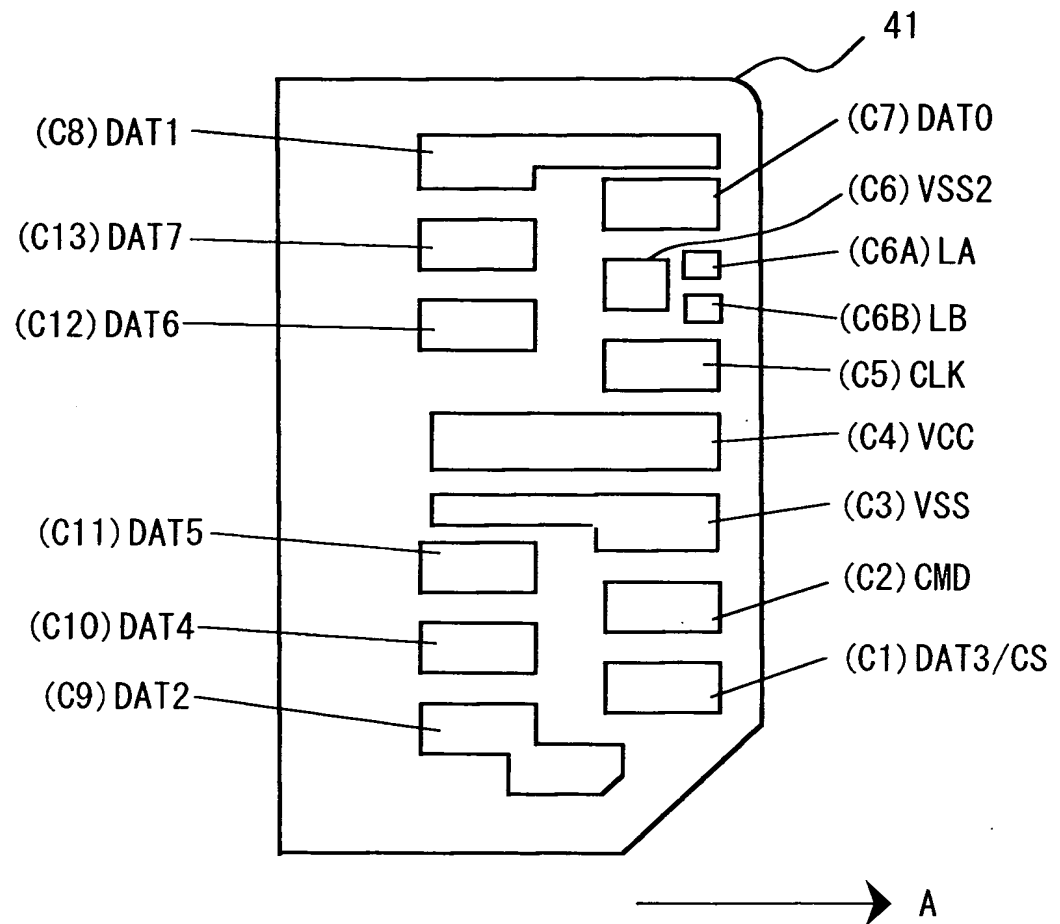 41
(C8) DAT1
(C7) DAT0
(C6) VSS2
(C13) DAT7
(C6A) LA
(C12) DAT6
(C6B) LB
(C5) CLK
(C4) VCC
(C3) VSS
(C11) DAT5
(C2) CMD
(C10) DAT4
(C1) DAT3/CS
(C9) DAT2
A